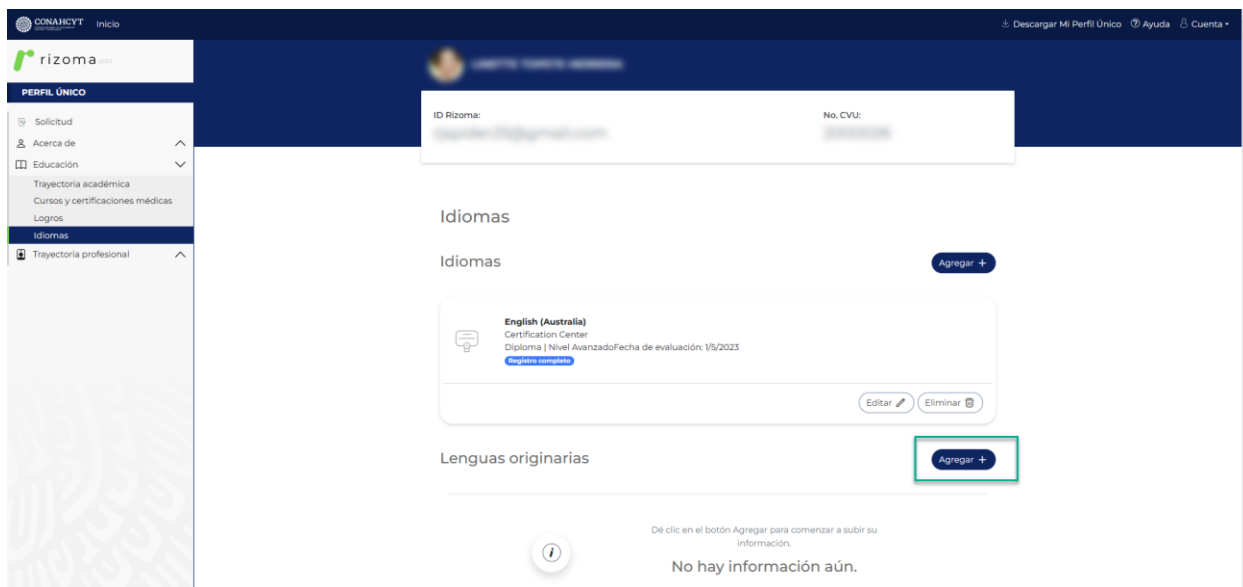 CONAHCYT Inicio
Descargar Mi Perfil Único Ayuda Cuenta
rizoma
PERFIL ÚNICO
Solicitud
Acerca de
Educación
Trayectoria académica
Cursos y certificaciones médicas
Logros
Idiomas
Trayectoria profesional
ID Rizoma: No. CVU:
Idiomas
Idiomas
Agregar +
English (Australia)
Certification Center
Diploma | Nivel AvanzadoFecha de evaluación: 1/5/2023
Registro completo
Editar Eliminar
Lenguas originarias
Agregar +
Dé clic en el botón Agregar para comenzar a subir su
información.
No hay información aún.